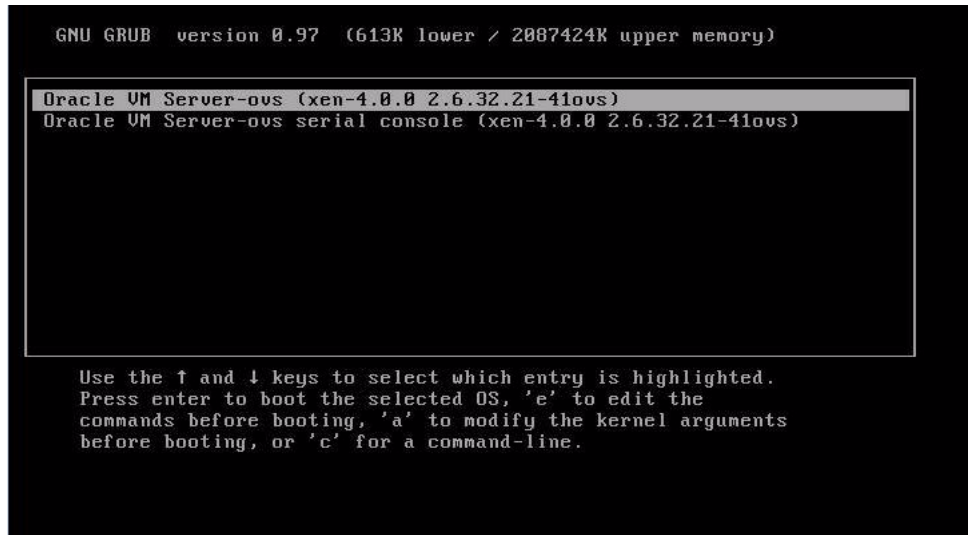 GNU GRUB version 0.97 (613K lower / 2087424K upper memory)
Oracle VM Server-ovs (xen-4.0.0 2.6.32.21-41ovs)
Oracle VM Server-ovs serial console (xen-4.0.0 2.6.32.21-41ovs)
Use the ↑ and ↓ keys to select which entry is highlighted.
Press enter to boot the selected OS, 'e' to edit the
commands before booting, 'a' to modify the kernel arguments
before booting, or 'c' for a command-line.